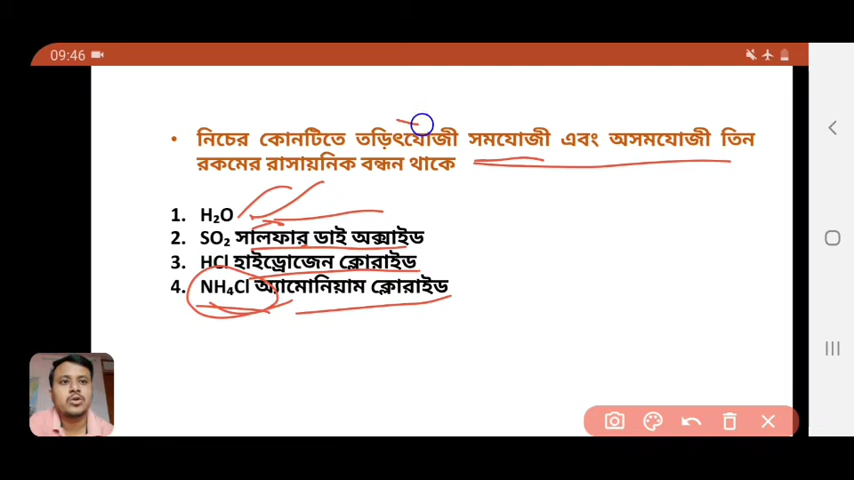 09:46
• নিচের কোনটিতে তড়িৎযোজী সমযোজী এবং অসমযোজী তিন
রকমের রাসায়নিক বন্ধন থাকে
1. H₂O
2. SO₂ সালফার ডাই অক্সাইড
3. HCl হাইড্রোজেন ক্লোরাইড
4. NH₄Cl অ্যামোনিয়াম ক্লোরাইড